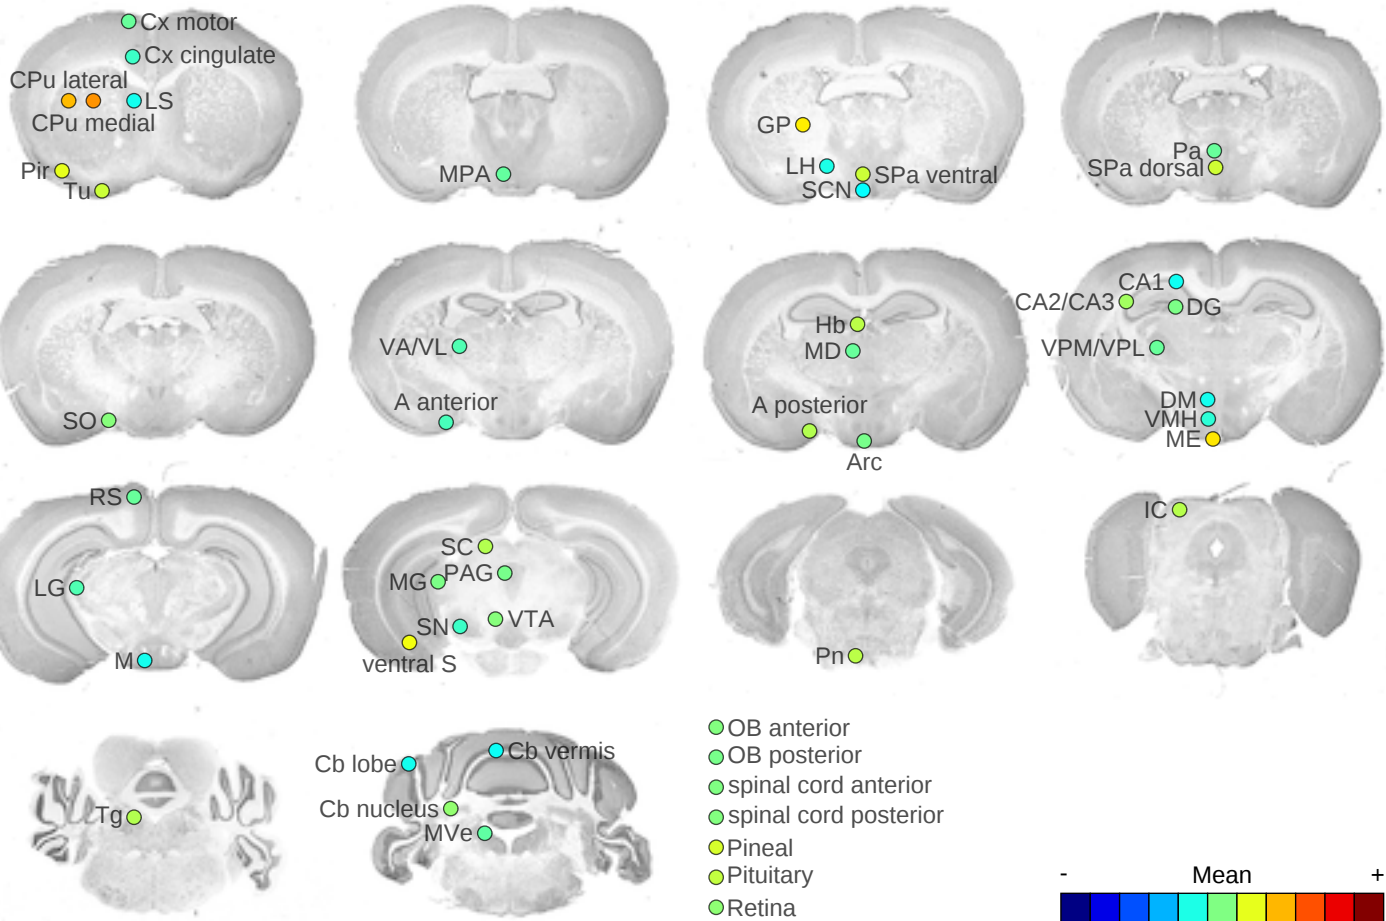 Cx motor
Cx cingulate
CPu lateral
LS
CPu medial
Pir
Tu
MPA
GP
LH
SPa ventral
SCN
Pa
SPa dorsal
SO
VA/VL
A anterior
Hb
MD
A posterior
Arc
CA1
CA2/CA3
DG
VPM/VPL
DM
VMH
ME
RS
LG
M
SC
MG
PAG
SN
VTA
ventral S
Pn
IC
Tg
Cb lobe
Cb vermis
Cb nucleus
MVe
OB anterior
OB posterior
spinal cord anterior
spinal cord posterior
Pineal
Pituitary
Retina
- Mean +